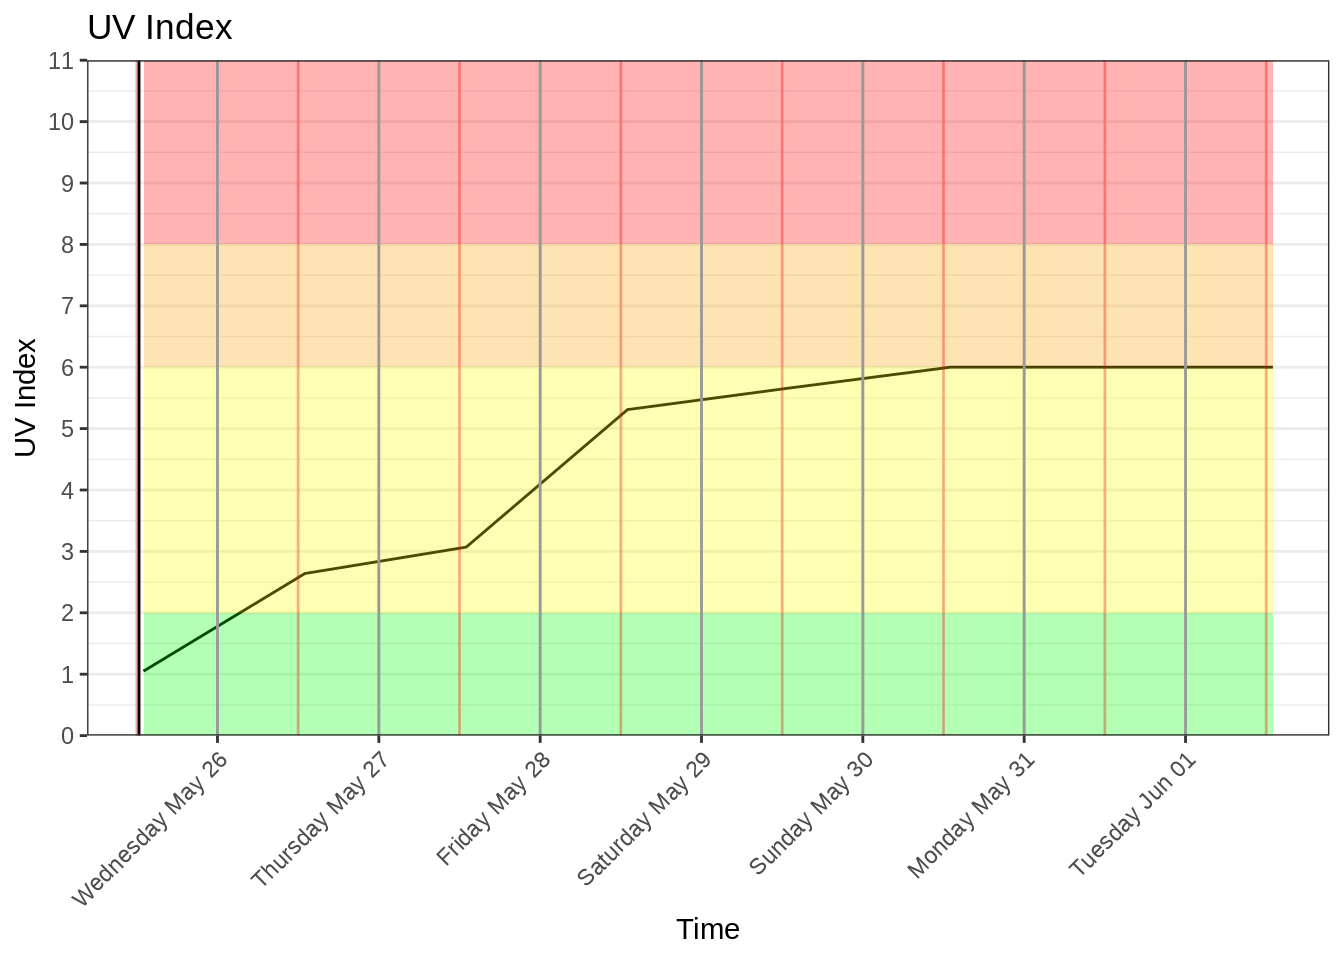 UV Index
11
10
9
8
7
6
5
4
3
2
1
0
UV Index
Wednesday May 26
Thursday May 27
Friday May 28
Saturday May 29
Sunday May 30
Monday May 31
Tuesday Jun 01
Time